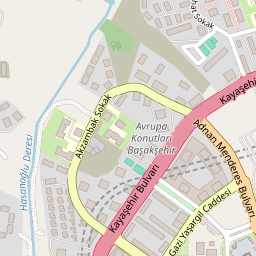 Sokak
Kayaşehir
Akzambak Sokak
Avrupa
Konutları
Başakşehir
Adnan Menderes Bulvarı
Hasanoğlu Deresi
Kayaşehir Bulvarı
Gazi Yaşargil Caddesi